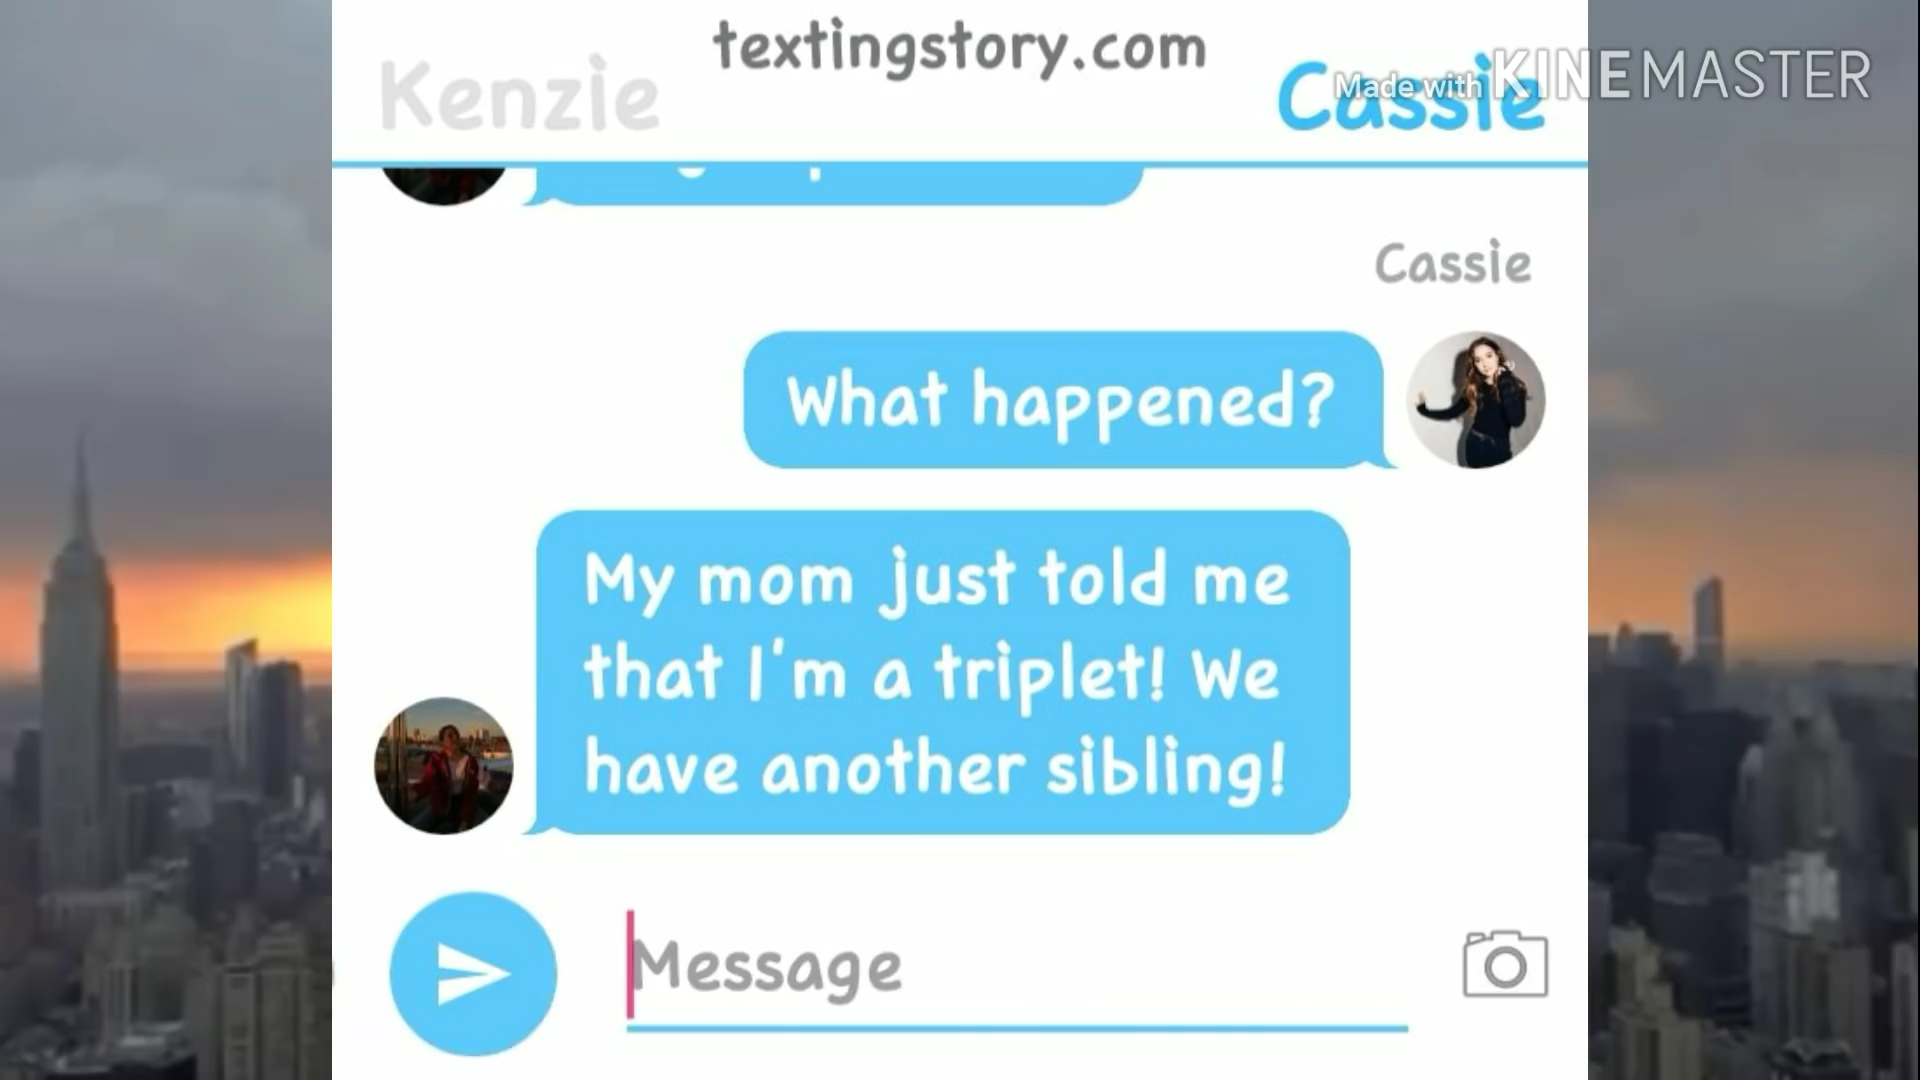 textingstory.com
Kenzie
Cassie
Made with KINEMASTER
Cassie
What happened?
My mom just told me
that I'm a triplet! We
have another sibling!
Message